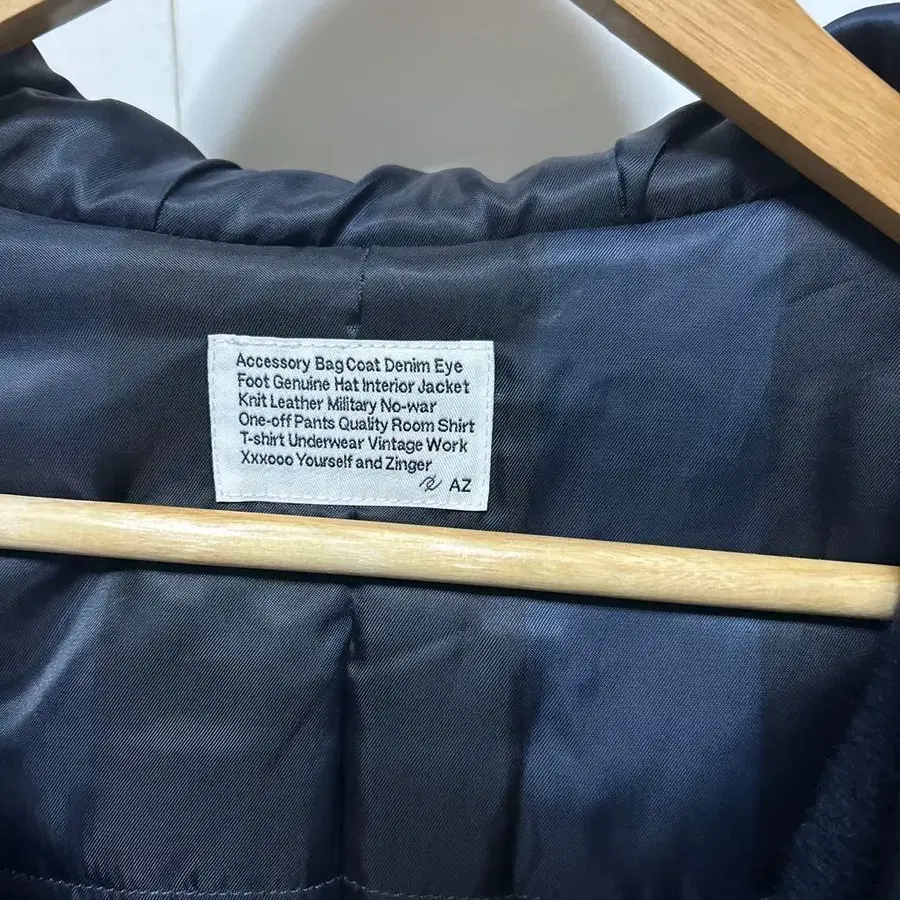 Accessory Bag Coat Denim Eye
Foot Genuine Hat Interior Jacket
Knit Leather Military No-war
One-off Pants Quality Room Shirt
T-shirt Underwear Vintage Work
Xxxooo Yourself and Zinger
AZ